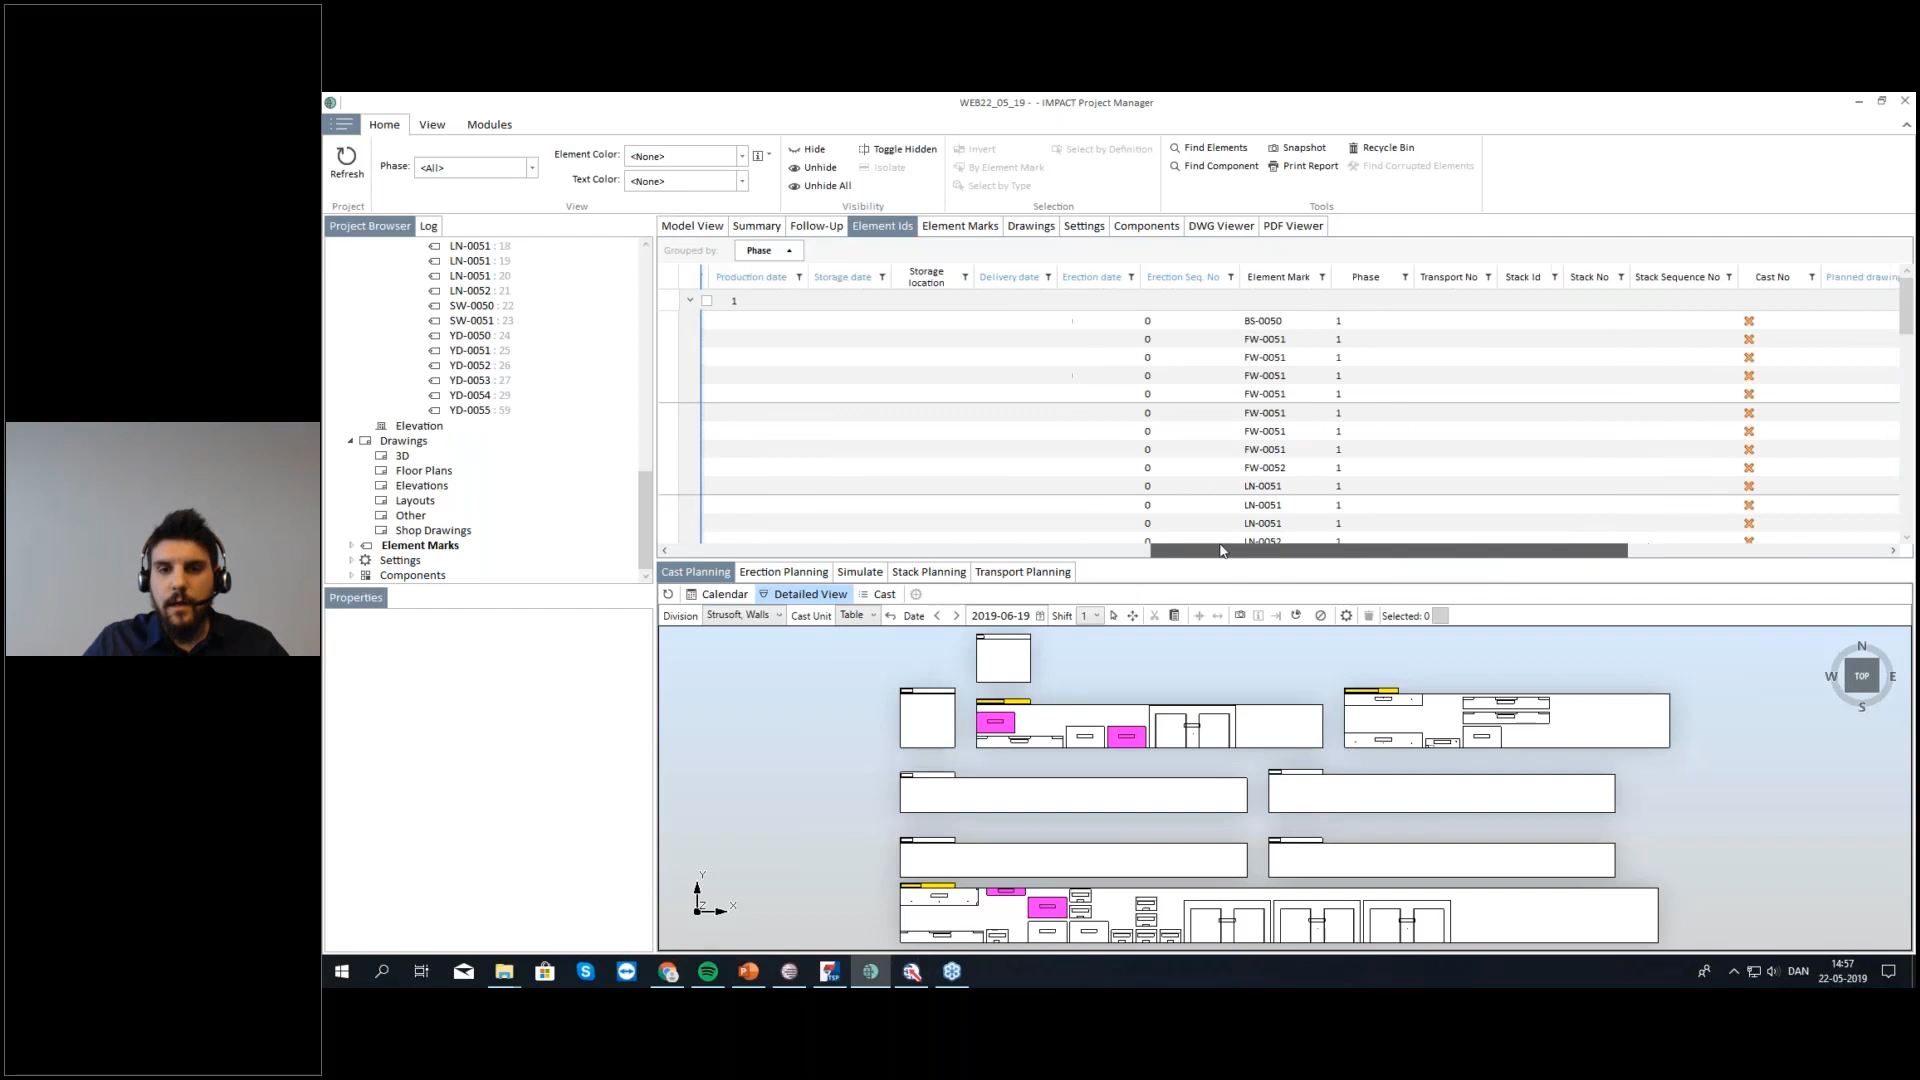 WEB22_05_19 - - IMPACT Project Manager
Home View Modules
Refresh
Phase: <All>
Element Color: <None>
Text Color: <None>
Hide
Toggle Hidden
Unhide
Isolate
Unhide All
Invert
Select by Definition
By Element Mark
Select by Type
Find Elements
Snapshot
Recycle Bin
Find Component
Print Report
Find Corrupted Elements
Project
View
Visibility
Selection
Tools
Project Browser Log
Model View Summary Follow-Up Element Ids Element Marks Drawings Settings Components DWG Viewer PDF Viewer
LN-0051 : 18
LN-0051 : 19
LN-0051 : 20
LN-0052 : 21
SW-0050 : 22
SW-0051 : 23
YD-0050 : 24
YD-0051 : 25
YD-0052 : 26
YD-0053 : 27
YD-0054 : 29
YD-0055 : 59
Elevation
Drawings
3D
Floor Plans
Elevations
Layouts
Other
Shop Drawings
Element Marks
Settings
Components
Properties
Grouped by: Phase
Production date Storage date Storage location Delivery date Erection date Erection Seq. No Element Mark Phase Transport No Stack Id Stack No Stack Sequence No Cast No Planned drawin
1
0 BS-0050 1
0 FW-0051 1
0 FW-0051 1
0 FW-0051 1
0 FW-0051 1
0 FW-0051 1
0 FW-0051 1
0 FW-0051 1
0 FW-0052 1
0 LN-0051 1
0 LN-0051 1
0 LN-0051 1
0 LN-0052 1
Cast Planning Erection Planning Simulate Stack Planning Transport Planning
Calendar Detailed View Cast
Division Strusoft, Walls Cast Unit Table Date 2019-06-19 Shift 1 Selected: 0
N
W TOP E
S
Y
Z X
TSP
DAN
14:57
22-05-2019